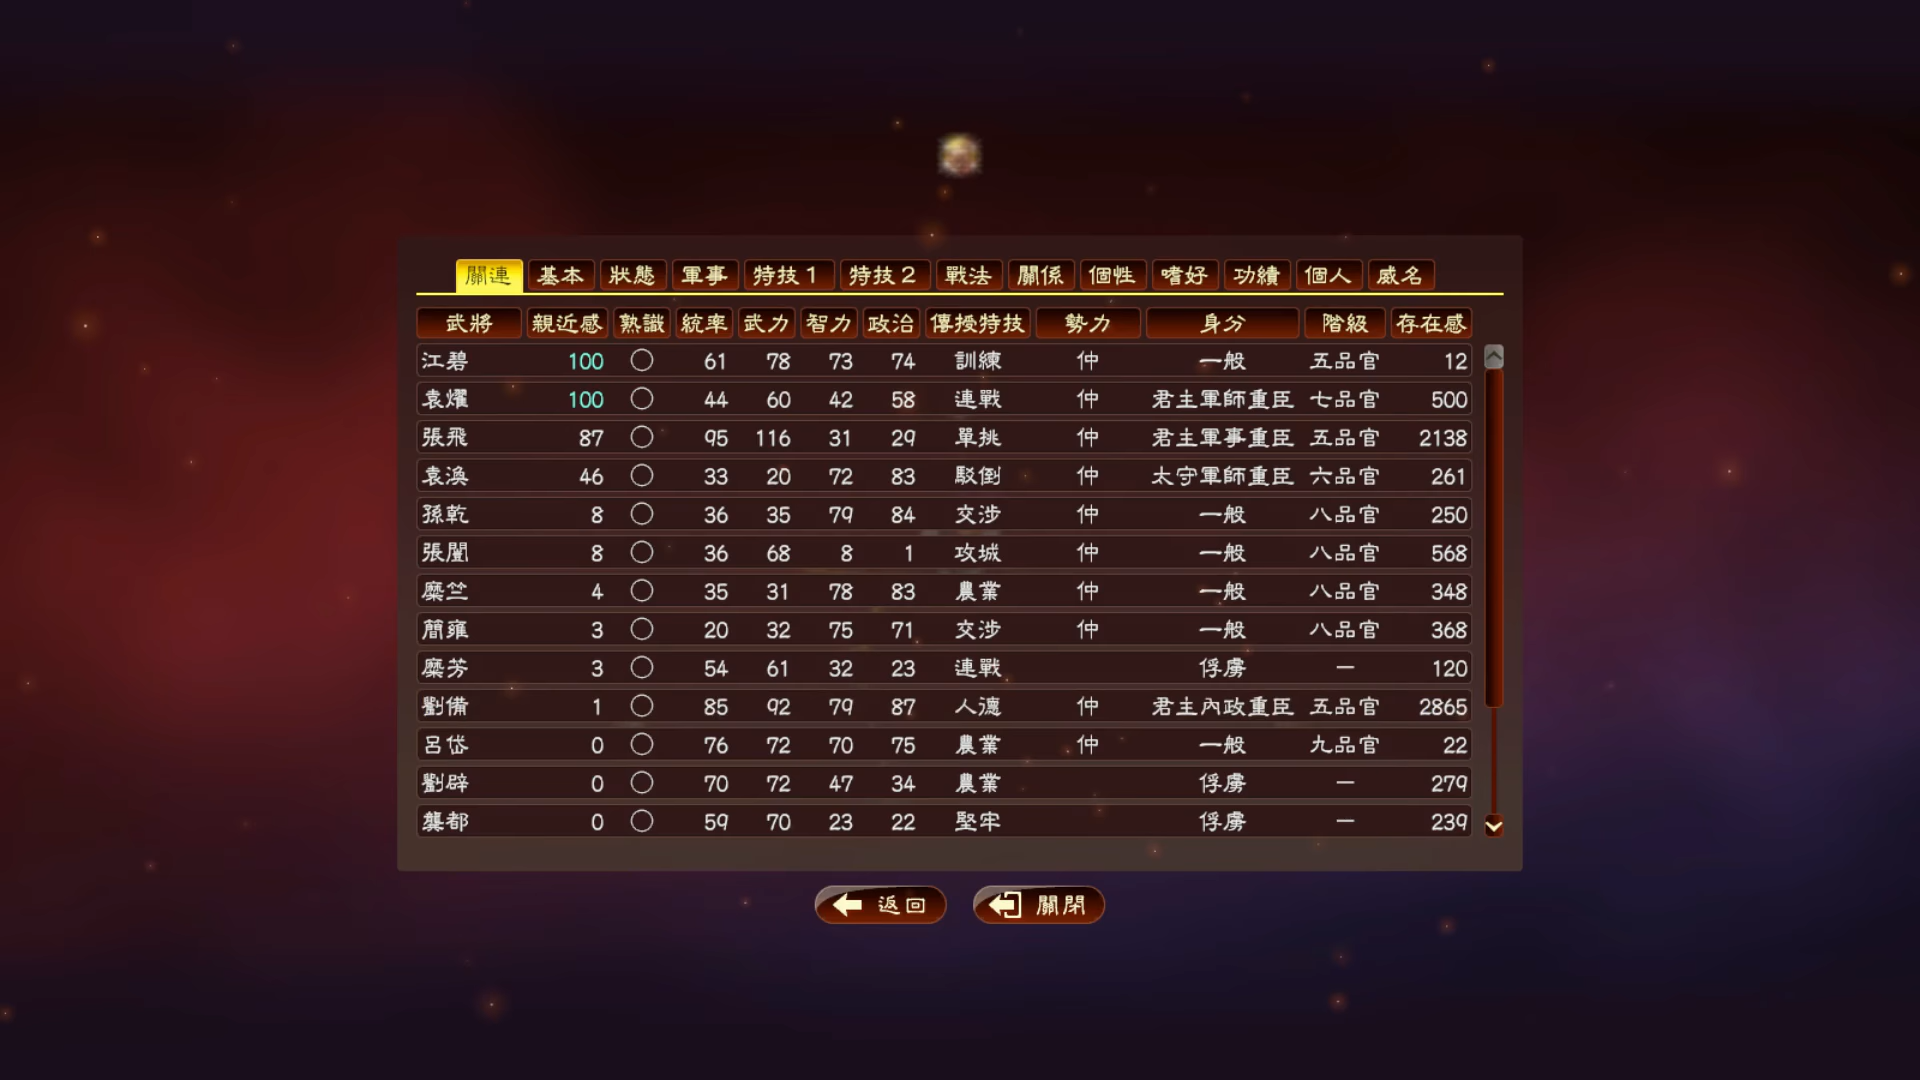 關連 基本 狀態 軍事 特技1 特技2 戰法 關係 個性 嗜好 功績 個人 威名
武將 親近感 熟識 統率 武力 智力 政治 傳授特技 勢力 身分 階級 存在感
江碧 100 ○ 61 78 73 74 訓練 仲 一般 五品官 12
袁燿 100 ○ 44 60 42 58 連戰 仲 君主軍師重臣 七品官 500
張飛 87 ○ 95 116 31 29 單挑 仲 君主軍事重臣 五品官 2138
袁渙 46 ○ 33 20 72 83 駁倒 仲 太守軍師重臣 六品官 261
孫乾 8 ○ 36 35 79 84 交涉 仲 一般 八品官 250
張闓 8 ○ 36 68 8 1 攻城 仲 一般 八品官 568
糜竺 4 ○ 35 31 78 83 農業 仲 一般 八品官 348
簡雍 3 ○ 20 32 75 71 交涉 仲 一般 八品官 368
糜芳 3 ○ 54 61 32 23 連戰 俘虜 — 120
劉備 1 ○ 85 92 79 87 人德 仲 君主內政重臣 五品官 2865
呂岱 0 ○ 76 72 70 75 農業 仲 一般 九品官 22
劉辟 0 ○ 70 72 47 34 農業 俘虜 — 279
龔都 0 ○ 59 70 23 22 堅牢 俘虜 — 239
返回 關閉